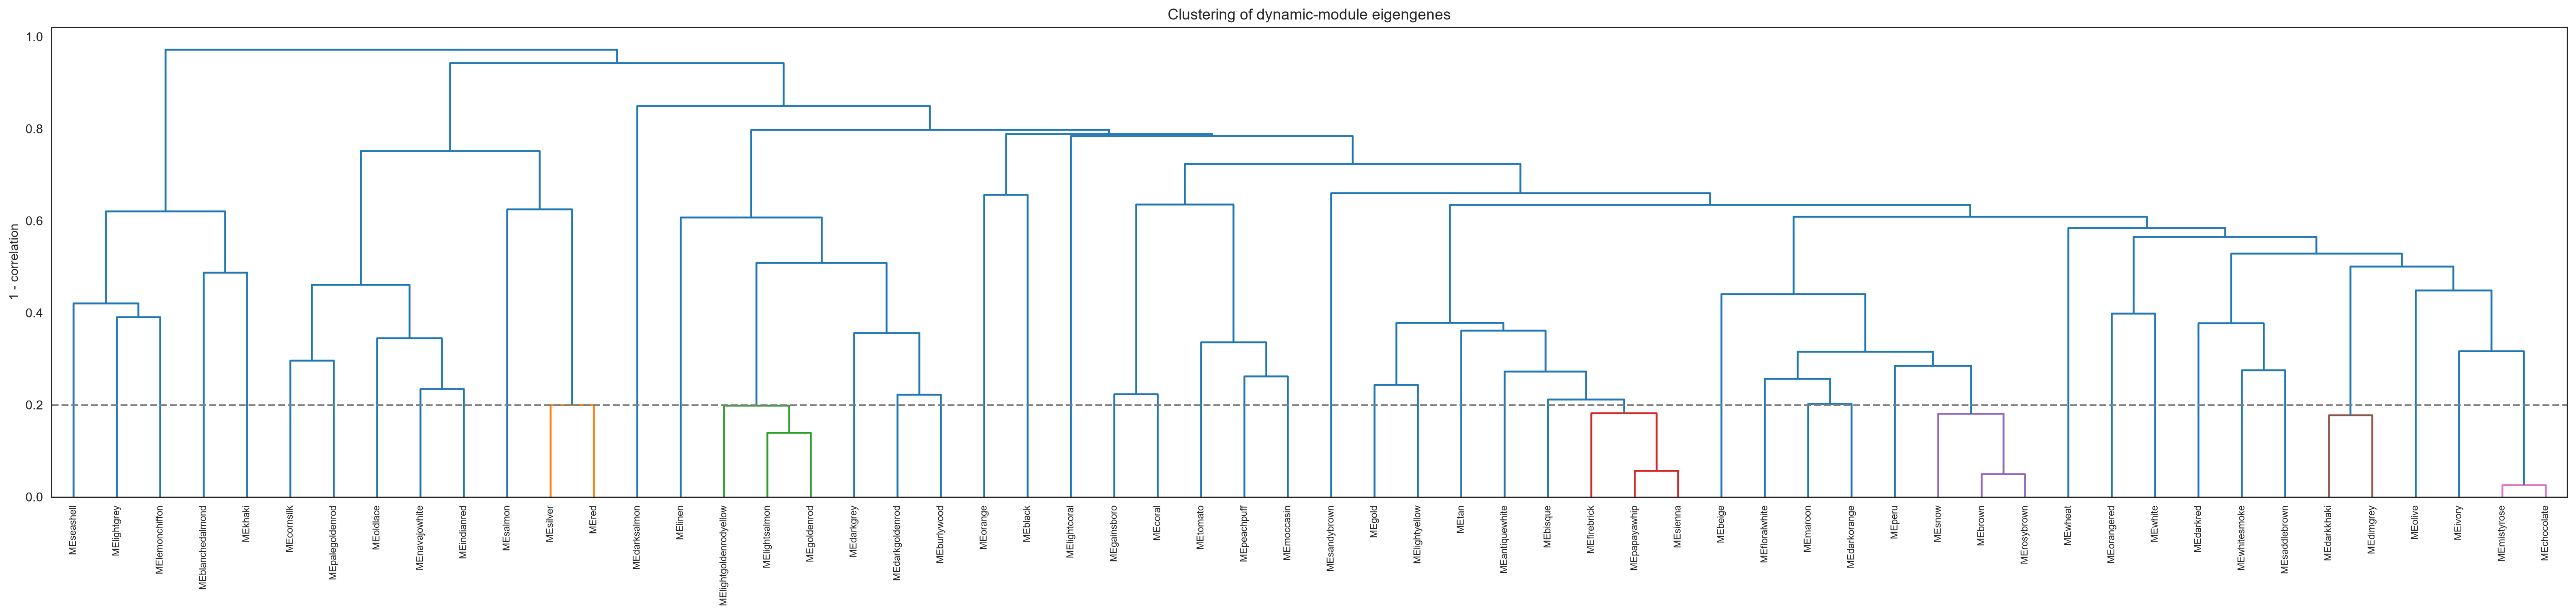 Clustering of dynamic-module eigengenes
1.0
0.8
0.6
0.4
0.2
0.0
1 - correlation
MEseashell
MElightgrey
MElemonchiffon
MEblanchedalmond
MEkhaki
MEcornsilk
MEpalegoldenrod
MEoldlace
MEnavajowhite
MEindianred
MEsalmon
MEsilver
MEred
MEdarksalmon
MElinen
MElightgoldenrodyellow
MElightsalmon
MEgoldenrod
MEdarkgrey
MEdarkgoldenrod
MEburlywood
MEorange
MEblack
MElightcoral
MEgainsboro
MEcoral
MEtomato
MEpeachpuff
MEmoccasin
MEsandybrown
MEgold
MElightyellow
MEtan
MEantiquewhite
MEbisque
MEfirebrick
MEpapayawhip
MEsienna
MEbeige
MEfloralwhite
MEmaroon
MEdarkorange
MEperu
MEsnow
MEbrown
MErosybrown
MEwheat
MEorangered
MEwhite
MEdarkred
MEwhitesmoke
MEsaddlebrown
MEdarkkhaki
MEdimgrey
MEolive
MEivory
MEmistyrose
MEchocolate